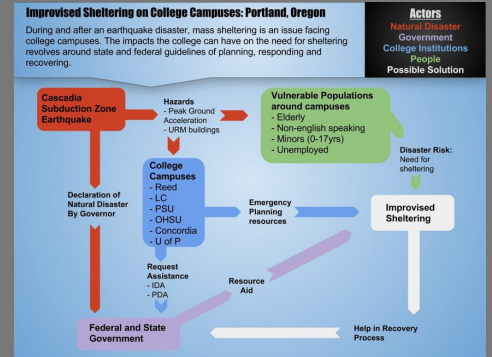 Improvised Sheltering on College Campuses: Portland, Oregon
During and after an earthquake disaster, mass sheltering is an issue facing
college campuses. The impacts the college can have on the need for sheltering
revolves around state and federal guidelines of planning, responding and
recovering.
Actors
Natural Disaster
Government
College Institutions
People
Possible Solution
Cascadia
Subduction Zone
Earthquake
Hazards
- Peak Ground
Acceleration
- URM buildings
Vulnerable Populations
around campuses
- Elderly
- Non-english speaking
- Minors (0-17yrs)
- Unemployed
Disaster Risk:
Need for
sheltering
College
Campuses
- Reed
- LC
- PSU
- OHSU
- Concordia
- U of P
Declaration of
Natural Disaster
By Governor
Emergency
Planning
resources
Improvised
Sheltering
Request
Assistance
- IDA
- PDA
Resource
Aid
Federal and State
Government
Help in Recovery
Process